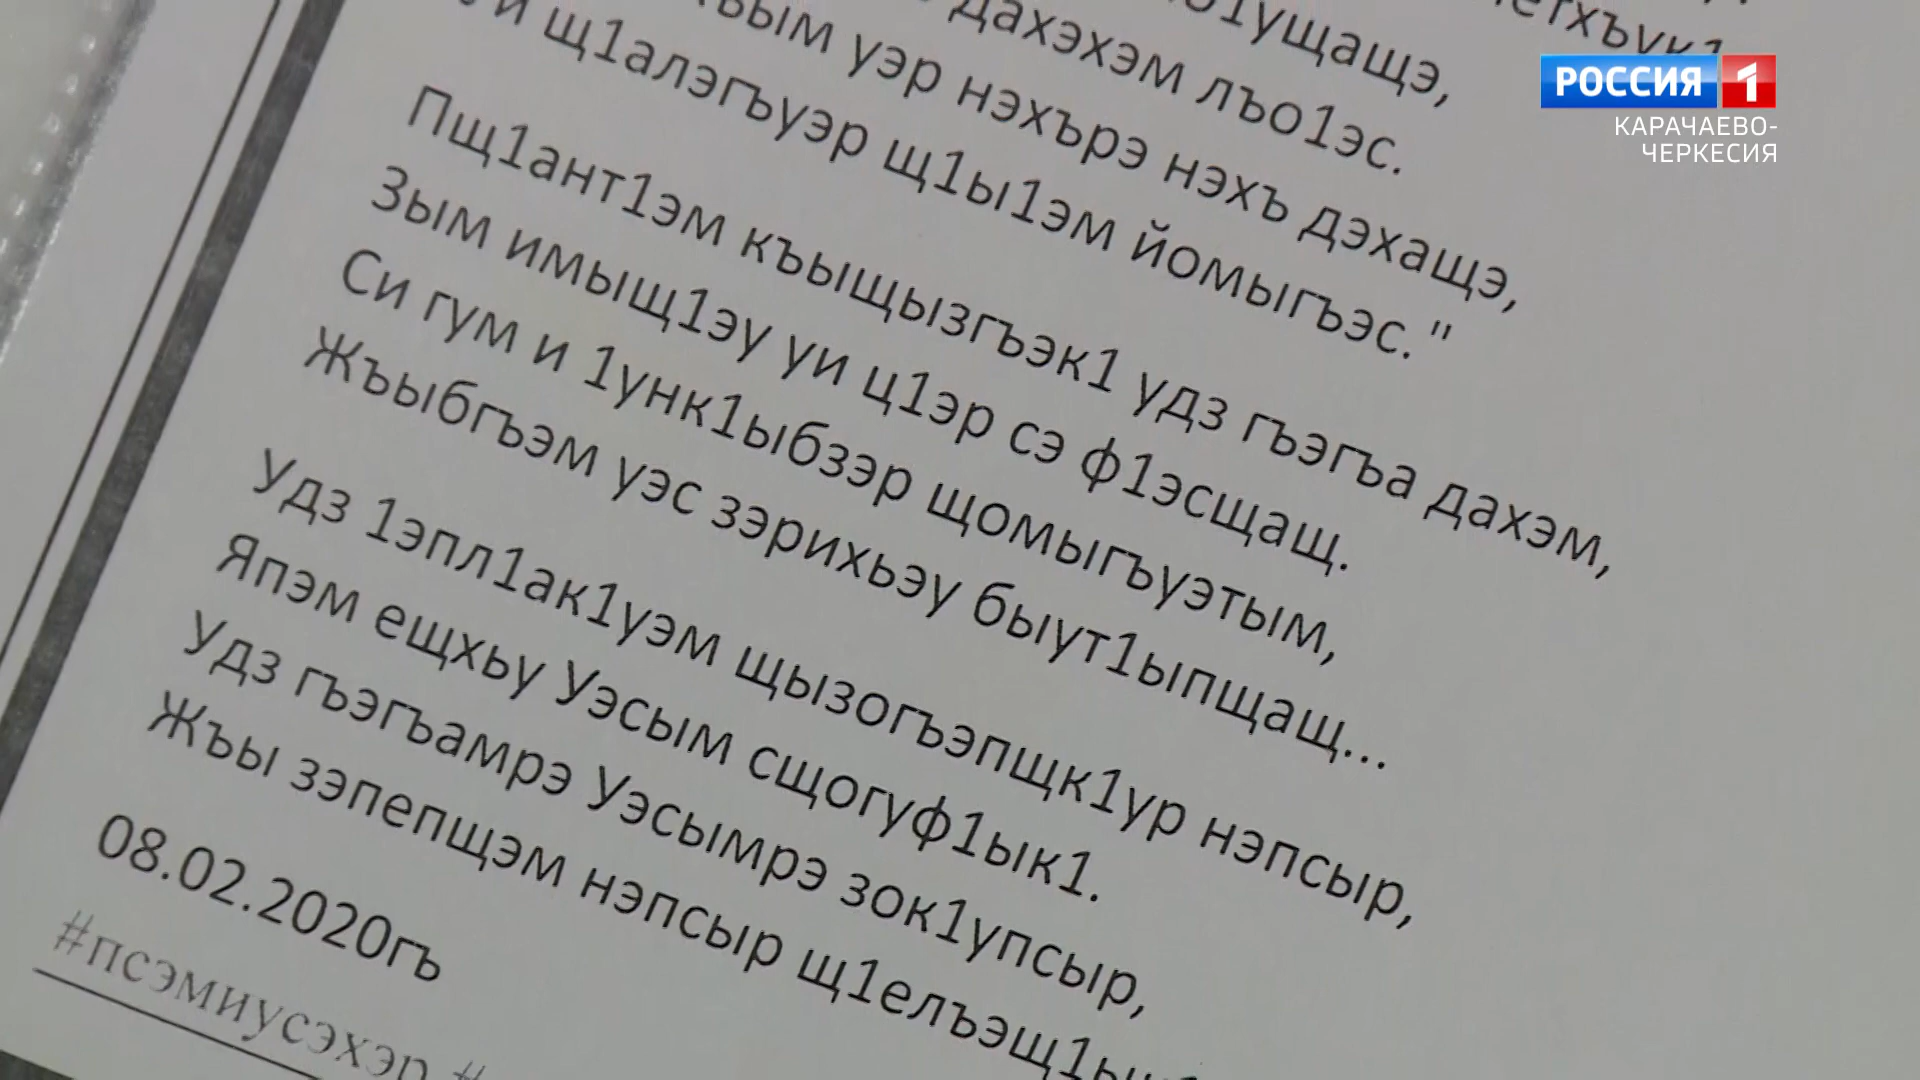 дахэхэм лъо1эс.
уэр нэхърэ нэхъ дэхащэ,
щ1алэгъуэр щ1ы1эм йомыгъэс."
Пщ1ант1эм къыщызгъэк1 удз гъэгъа дахэм,
Зым имыщ1эу уи ц1эр сэ ф1эсщащ.
Си гум и 1унк1ыбзэр щомыгъуэтым,
Жъыбгъэм уэс зэрихьэу быут1ыпщащ...
Удз 1эпл1ак1уэм щызогъэпщк1ур нэпсыр,
Япэм ещхьу Уэсым сщогуф1ык1.
Удз гъэгъамрэ Уэсымрэ зок1упсыр,
Жъы зэпепщэм нэпсыр
08.02.2020гъ
#псэмиусэхэр #
РОССИЯ 1
КАРАЧАЕВО-
ЧЕРКЕСИЯ